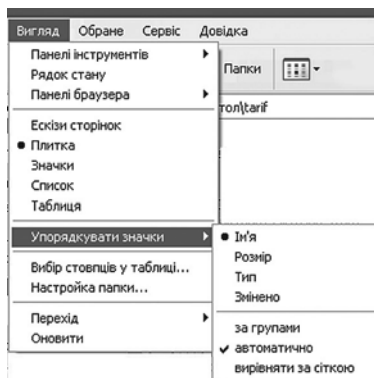 Вигляд Обране Сервіс Довідка
Панелі інструментів
Рядок стану
Панелі браузера
Папки
тол\tarif
Ескізи сторінок
Плитка
Значки
Список
Таблиця
Упорядкувати значки
Ім'я
Розмір
Тип
Змінено
за групами
автоматично
вирівняти за сіткою
Вибір стовпців у таблиці...
Настройка папки...
Перехід
Оновити